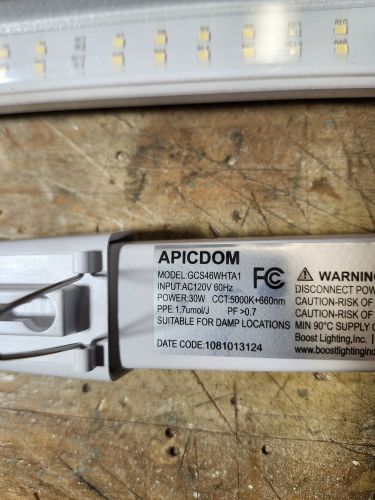 APICDOM
MODEL:GCS46WHTA1
INPUT:AC120V 60Hz
POWER:30W CCT:5000K+660nm
PPE:1.7umol/J PF >0.7
SUITABLE FOR DAMP LOCATIONS
DATE CODE:1081013124
FC
WARNING
DISCONNECT POW
CAUTION-RISK OF
CAUTION-RISK OF
MIN 90°C SUPPLY C
Boost Lighting,Inc. |
www.boostlightinginc